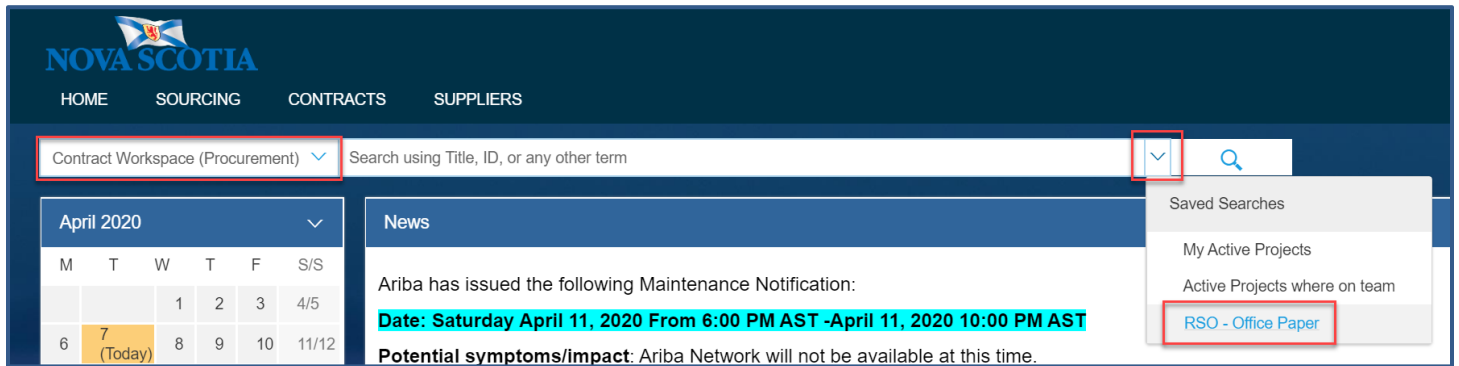 NOVA SCOTIA
HOME SOURCING CONTRACTS SUPPLIERS
Contract Workspace (Procurement) Search using Title, ID, or any other term
Saved Searches
My Active Projects
Active Projects where on team
RSO - Office Paper
April 2020
M T W T F S/S
1 2 3 4/5
6 7 (Today) 8 9 10 11/12
News
Ariba has issued the following Maintenance Notification:
Date: Saturday April 11, 2020 From 6:00 PM AST -April 11, 2020 10:00 PM AST
Potential symptoms/impact: Ariba Network will not be available at this time.